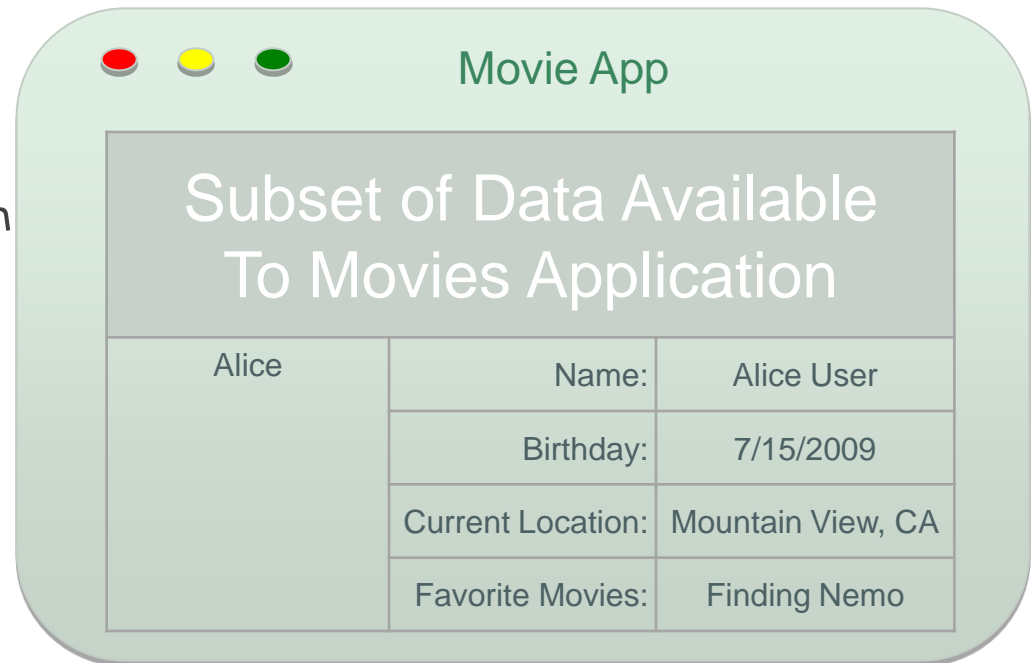 Movie App
Subset of Data Available
To Movies Application
Alice
Name: Alice User
Birthday: 7/15/2009
Current Location: Mountain View, CA
Favorite Movies: Finding Nemo